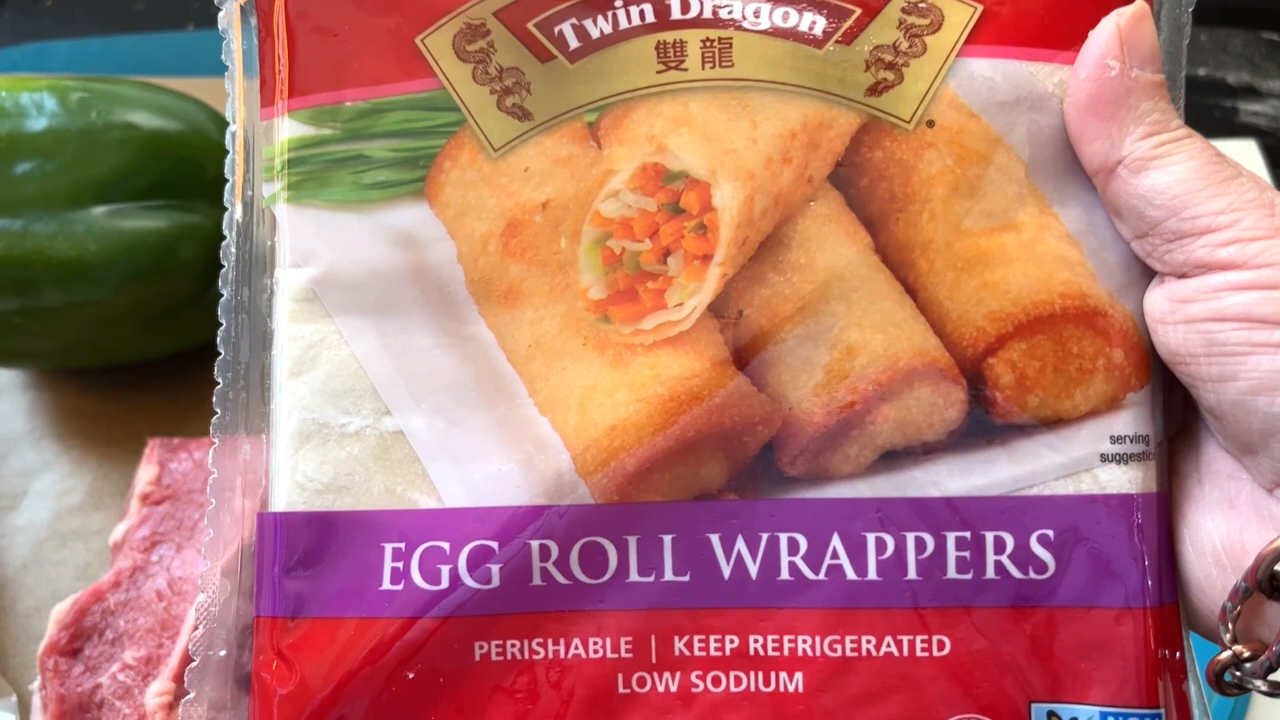 Twin Dragon
雙龍
®
serving
suggestion
EGG ROLL WRAPPERS
PERISHABLE | KEEP REFRIGERATED
LOW SODIUM